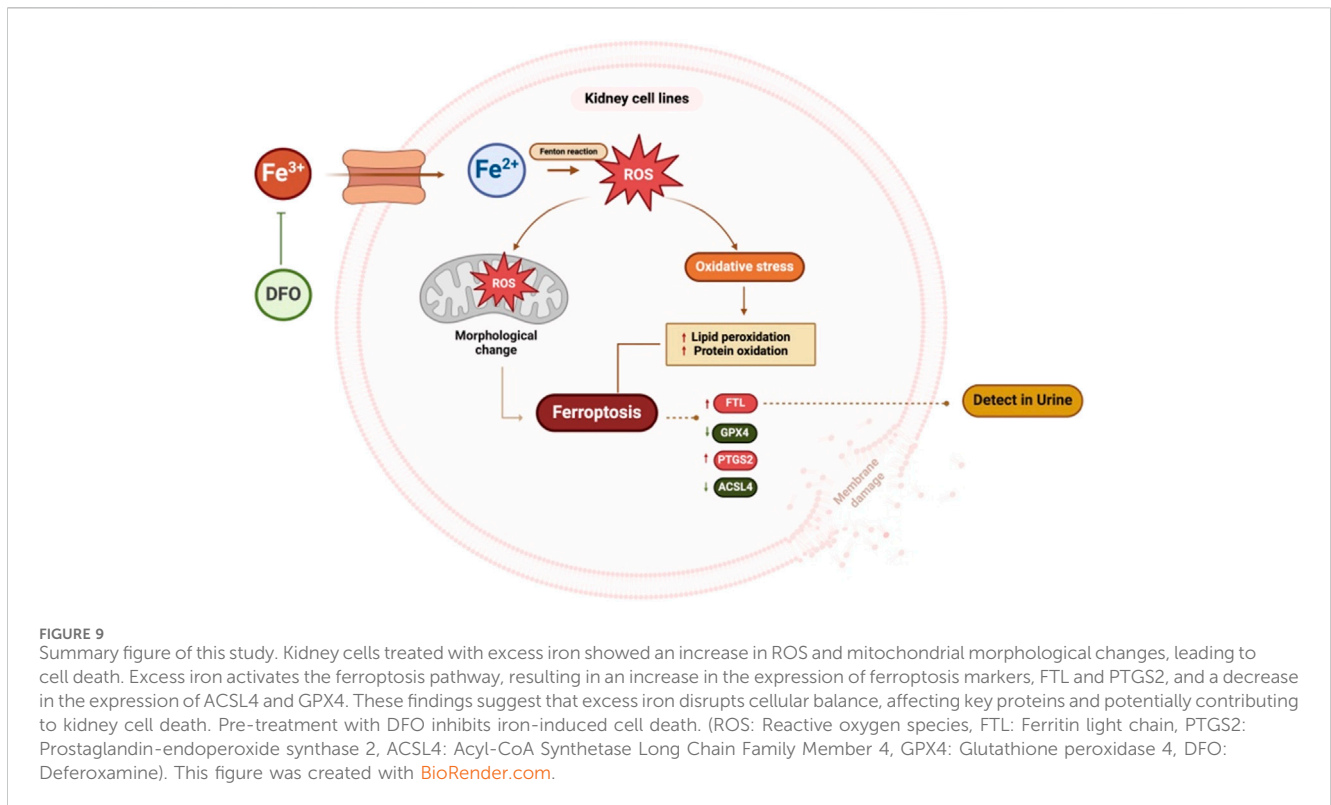 Kidney cell lines
Fe³⁺
Fe²⁺
Fenton reaction
ROS
DFO
ROS
Oxidative stress
Morphological
change
↑ Lipid peroxidation
↑ Protein oxidation
Ferroptosis
↑ FTL
↓ GPX4
↑ PTGS2
↓ ACSL4
Detect in Urine
Membrane
damage
FIGURE 9
Summary figure of this study. Kidney cells treated with excess iron showed an increase in ROS and mitochondrial morphological changes, leading to
cell death. Excess iron activates the ferroptosis pathway, resulting in an increase in the expression of ferroptosis markers, FTL and PTGS2, and a decrease
in the expression of ACSL4 and GPX4. These findings suggest that excess iron disrupts cellular balance, affecting key proteins and potentially contributing
to kidney cell death. Pre-treatment with DFO inhibits iron-induced cell death. (ROS: Reactive oxygen species, FTL: Ferritin light chain, PTGS2:
Prostaglandin-endoperoxide synthase 2, ACSL4: Acyl-CoA Synthetase Long Chain Family Member 4, GPX4: Glutathione peroxidase 4, DFO:
Deferoxamine). This figure was created with BioRender.com.